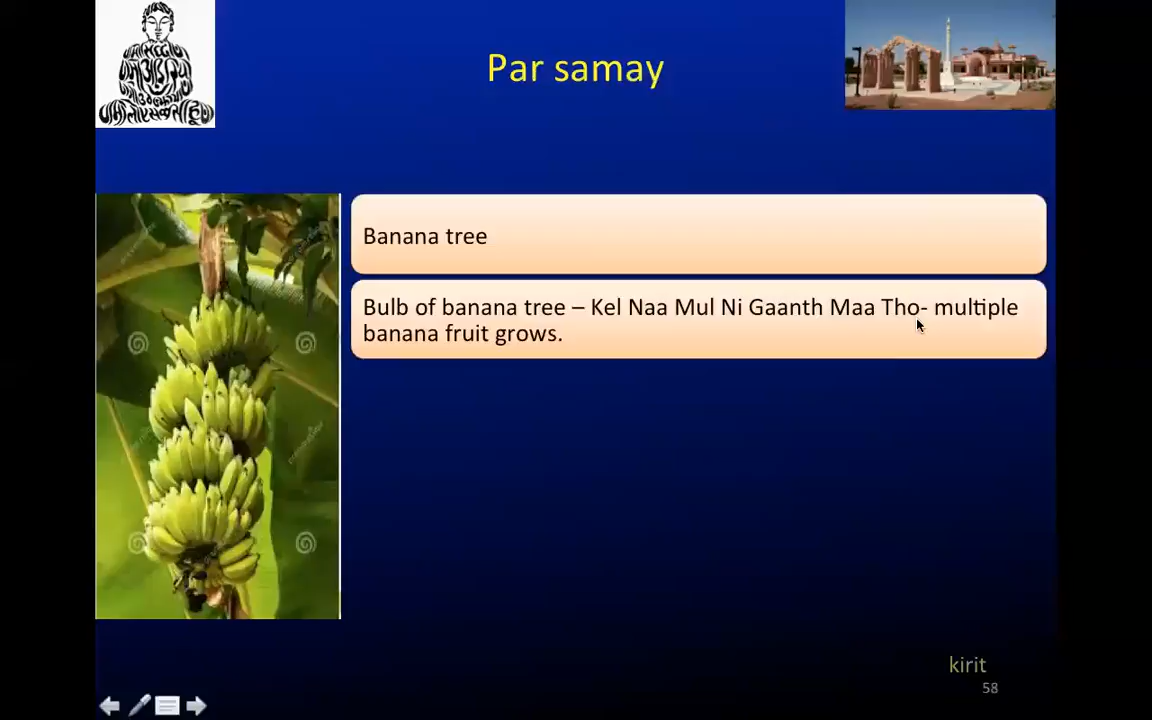 Par samay
Banana tree
Bulb of banana tree – Kel Naa Mul Ni Gaanth Maa Tho- multiple
banana fruit grows.
kirit
58